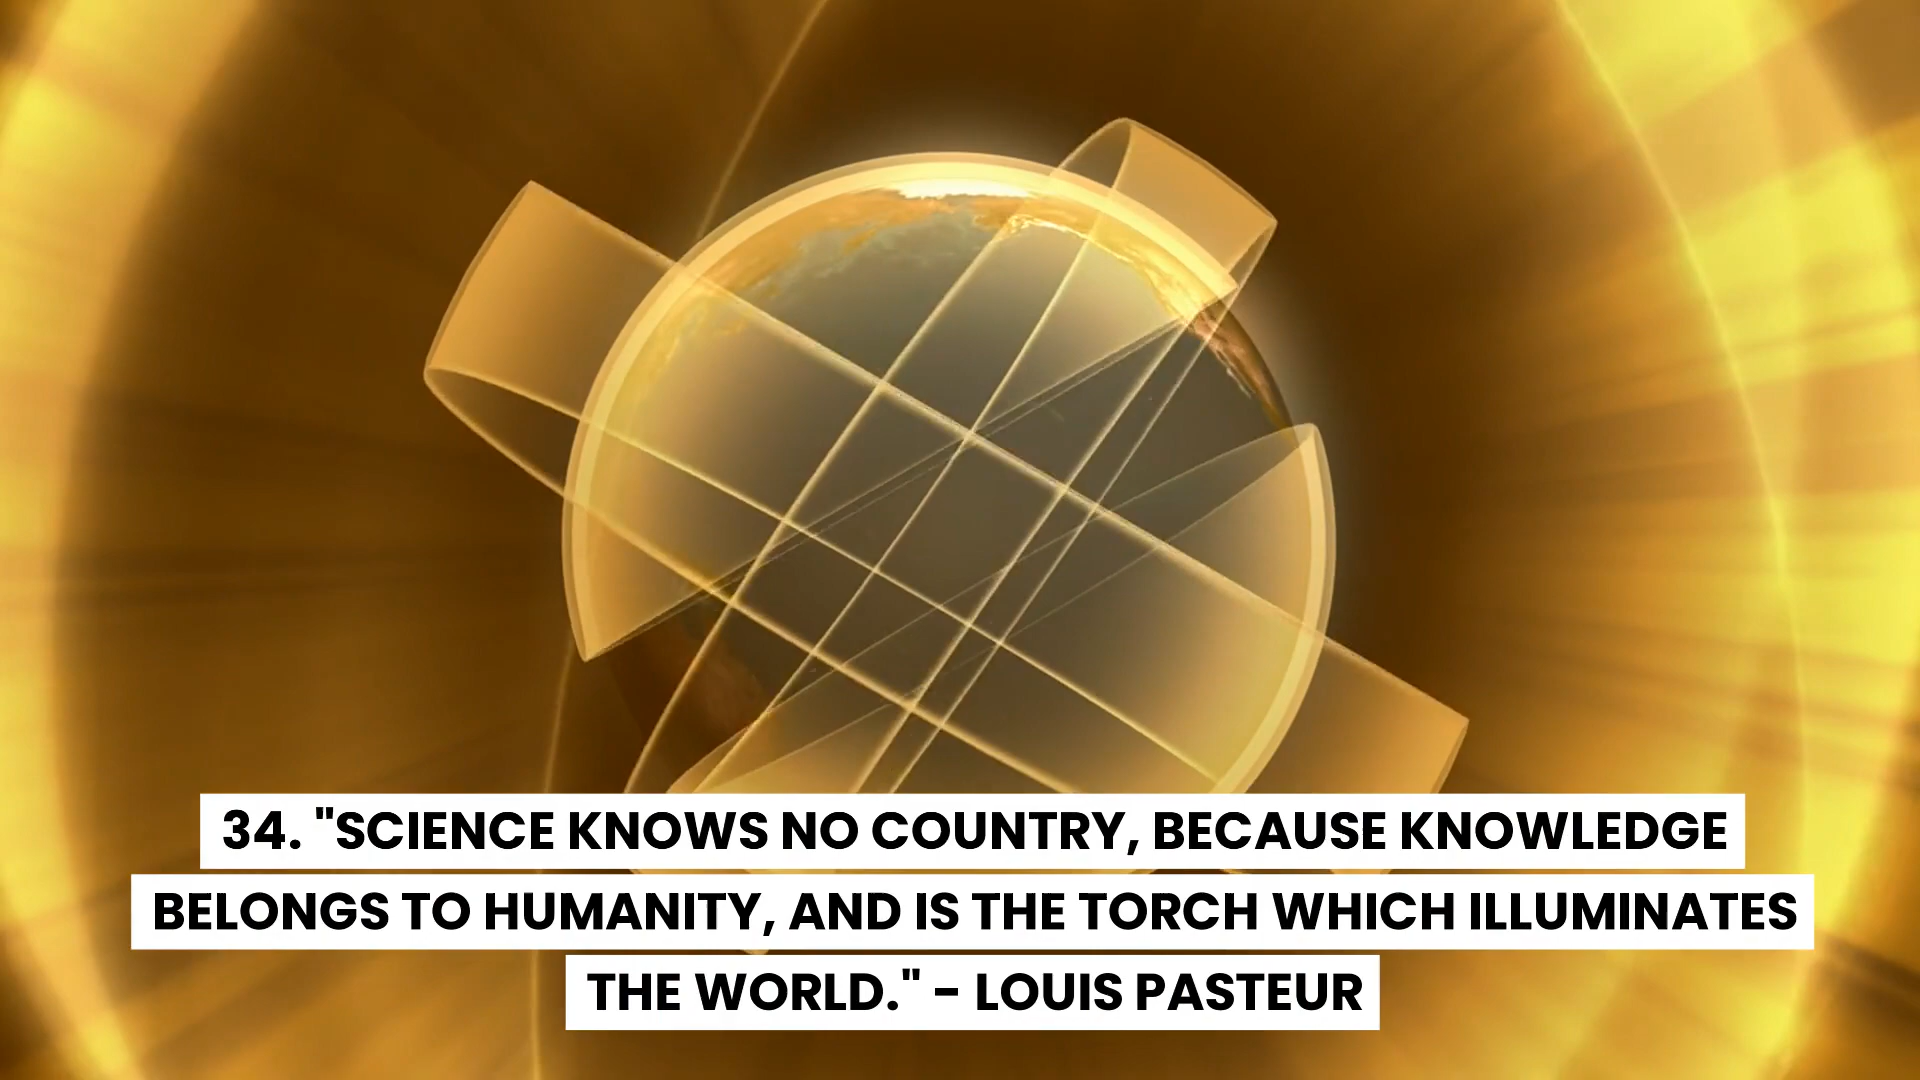 34. "SCIENCE KNOWS NO COUNTRY, BECAUSE KNOWLEDGE
BELONGS TO HUMANITY, AND IS THE TORCH WHICH ILLUMINATES
THE WORLD." - LOUIS PASTEUR